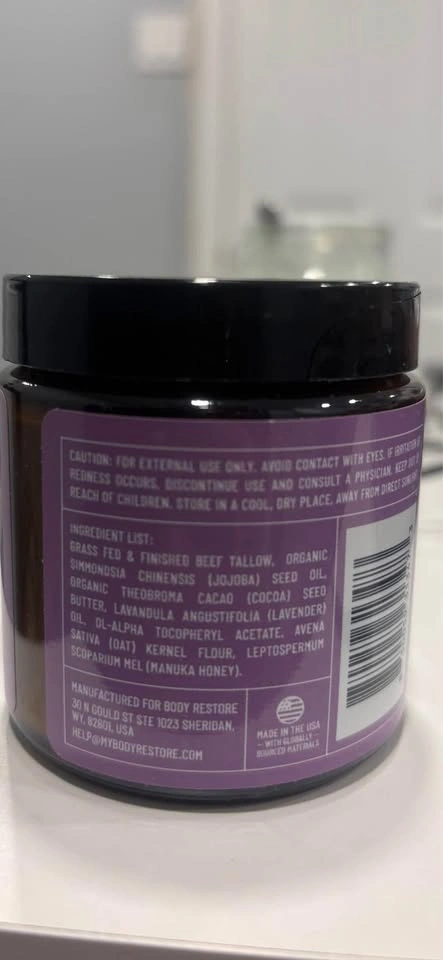 CAUTION: FOR EXTERNAL USE ONLY. AVOID CONTACT WITH EYES. IF IRRITATION
REDNESS OCCURS, DISCONTINUE USE AND CONSULT A PHYSICIAN. KEEP OUT OF
REACH OF CHILDREN. STORE IN A COOL, DRY PLACE, AWAY FROM DIRECT SUNLIGHT.
INGREDIENT LIST:
GRASS FED & FINISHED BEEF TALLOW, ORGANIC
SIMMONDSIA CHINENSIS (JOJOBA) SEED OIL,
ORGANIC THEOBROMA CACAO (COCOA) SEED
BUTTER, LAVANDULA ANGUSTIFOLIA (LAVENDER)
OIL, DL-ALPHA TOCOPHERYL ACETATE, AVENA
SATIVA (OAT) KERNEL FLOUR, LEPTOSPERMUM
SCOPARIUM MEL (MANUKA HONEY).
MANUFACTURED FOR BODY RESTORE
30 N GOULD ST STE 1023 SHERIDAN,
WY, 82801, USA
HELP@MYBODYRESTORE.COM
MADE IN THE USA
– WITH GLOBALLY –
SOURCED MATERIALS